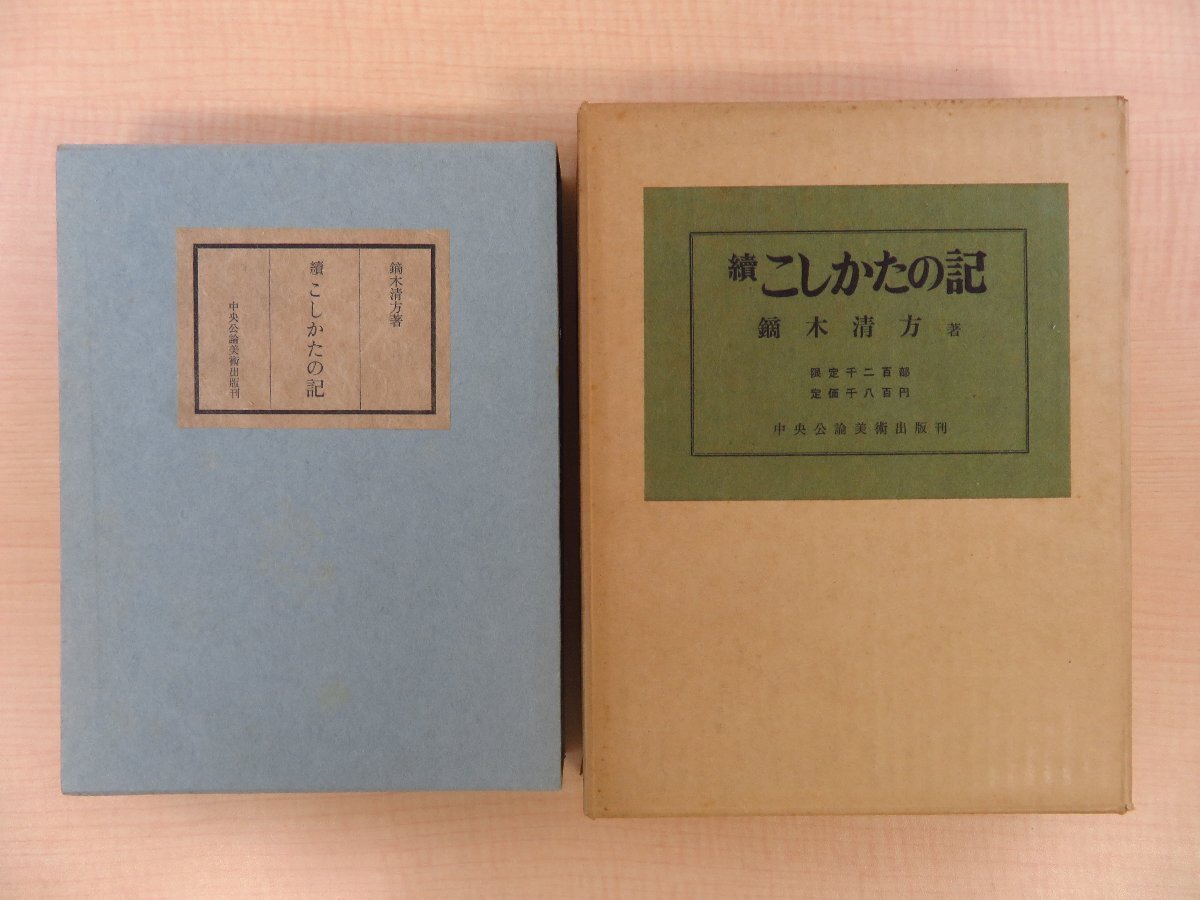 鏑木清方著
續 こしかたの記
中央公論美術出版刊
續 こしかたの記
鏑木清方 著
限定千二百部
定価千八百円
中央公論美術出版刊